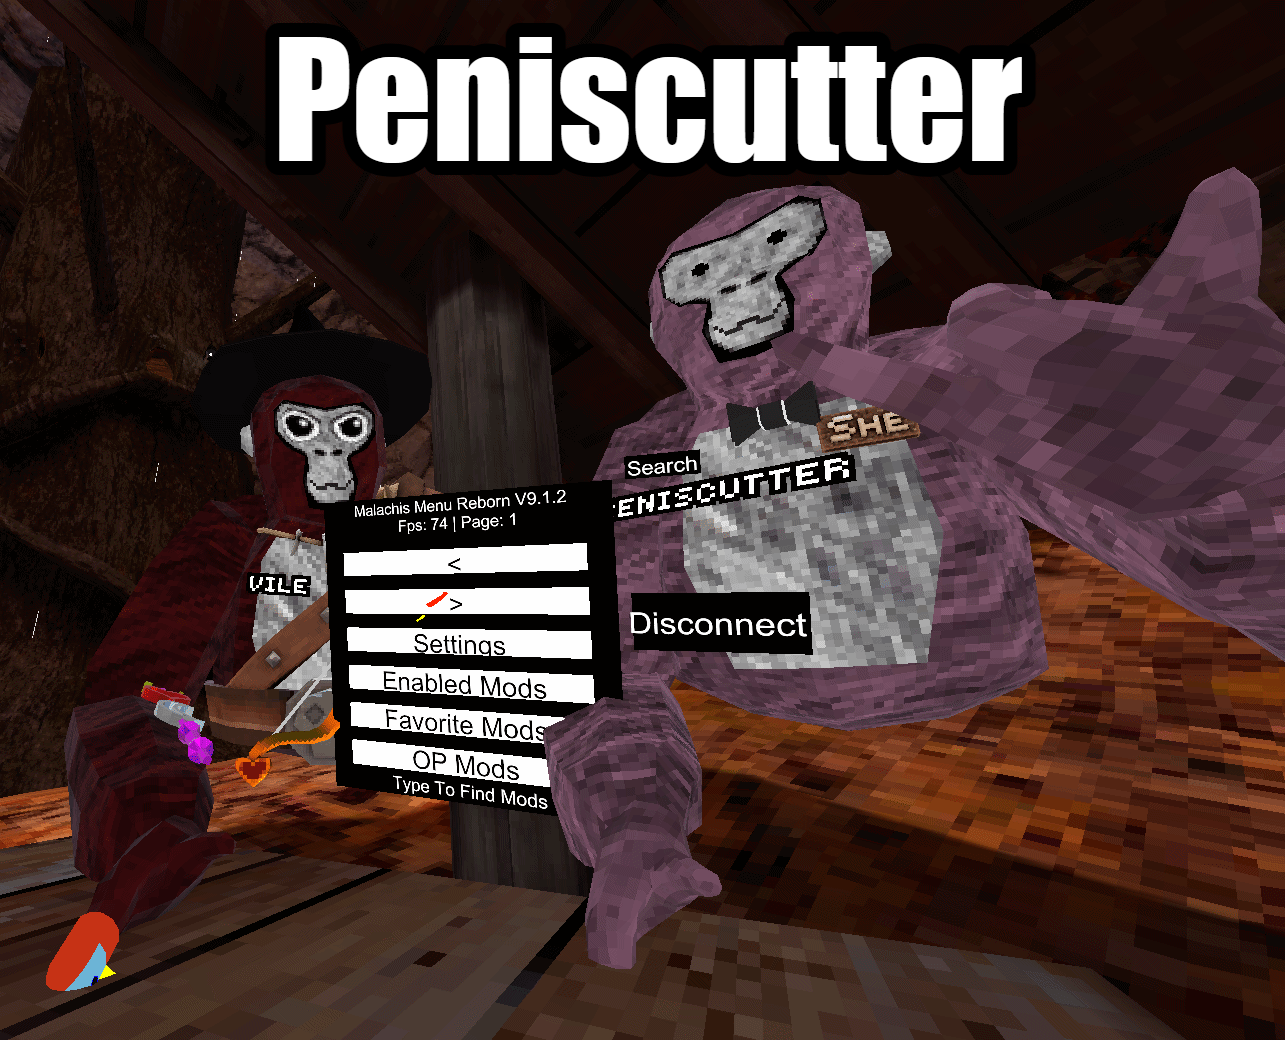 Peniscutter
SHE
Search
PENISCUTTER
Malachis Menu Reborn V9.1.2
Fps: 74 | Page: 1
<
>
VILE
Disconnect
Settings
Enabled Mods
Favorite Mods
OP Mods
Type To Find Mods